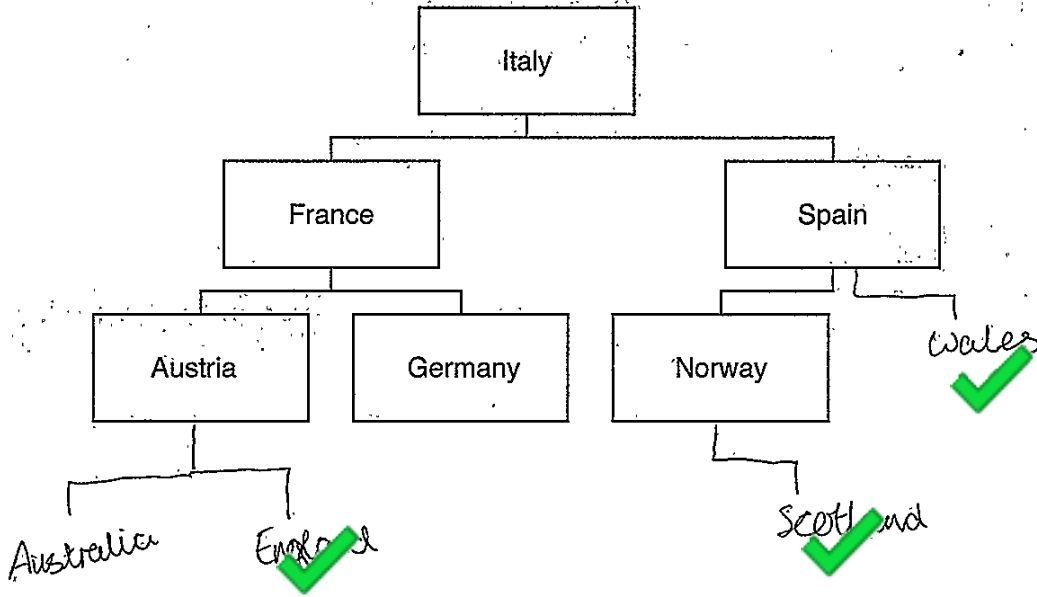 Italy
France
Spain
Austria
Germany
Norway
Wales
Australia
England
Scotland